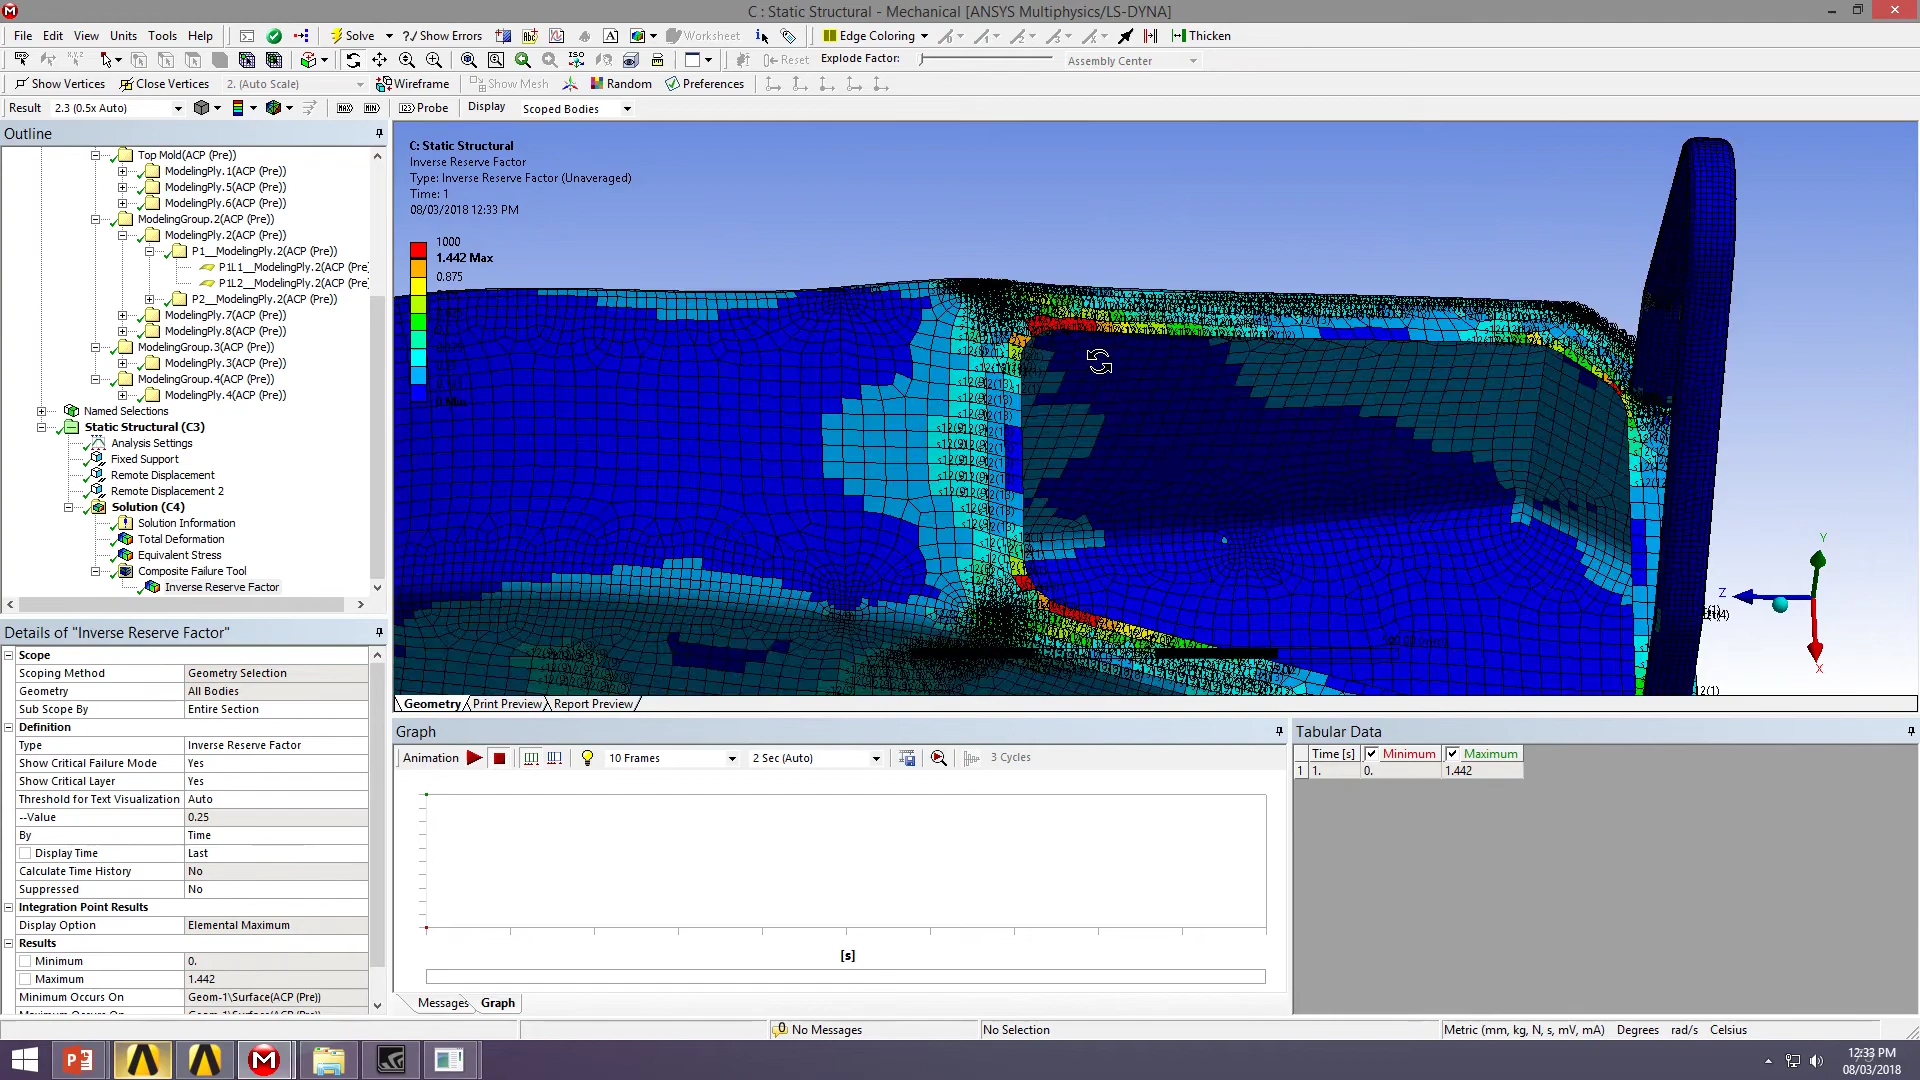 C : Static Structural - Mechanical [ANSYS Multiphysics/LS-DYNA]
File Edit View Units Tools Help Solve ?/ Show Errors Worksheet Edge Coloring Thicken
Reset Explode Factor: Assembly Center
Show Vertices Close Vertices 2. (Auto Scale) Wireframe Show Mesh Random Preferences
Result 2.3 (0.5x Auto) MAX MIN Probe Display Scoped Bodies
Outline
Top Mold(ACP (Pre))
ModelingPly.1(ACP (Pre))
ModelingPly.5(ACP (Pre))
ModelingPly.6(ACP (Pre))
ModelingGroup.2(ACP (Pre))
ModelingPly.2(ACP (Pre))
P1__ModelingPly.2(ACP (Pre))
P1L1__ModelingPly.2(ACP (Pre
P1L2__ModelingPly.2(ACP (Pre
P2__ModelingPly.2(ACP (Pre))
ModelingPly.7(ACP (Pre))
ModelingPly.8(ACP (Pre))
ModelingGroup.3(ACP (Pre))
ModelingPly.3(ACP (Pre))
ModelingGroup.4(ACP (Pre))
ModelingPly.4(ACP (Pre))
Named Selections
Static Structural (C3)
Analysis Settings
Fixed Support
Remote Displacement
Remote Displacement 2
Solution (C4)
Solution Information
Total Deformation
Equivalent Stress
Composite Failure Tool
Inverse Reserve Factor
Details of "Inverse Reserve Factor"
Scope
Scoping Method Geometry Selection
Geometry All Bodies
Sub Scope By Entire Section
Definition
Type Inverse Reserve Factor
Show Critical Failure Mode Yes
Show Critical Layer Yes
Threshold for Text Visualization Auto
--Value 0.25
By Time
Display Time Last
Calculate Time History No
Suppressed No
Integration Point Results
Display Option Elemental Maximum
Results
Minimum 0.
Maximum 1.442
Minimum Occurs On Geom-1\Surface(ACP (Pre))
C: Static Structural
Inverse Reserve Factor
Type: Inverse Reserve Factor (Unaveraged)
Time: 1
08/03/2018 12:33 PM
1000
1.442 Max
0.875
0 Min
Z
Y
X
Geometry Print Preview Report Preview
Graph
Animation 10 Frames 2 Sec (Auto) 3 Cycles
[s]
Messages Graph
Tabular Data
Time [s] Minimum Maximum
1 1. 0. 1.442
No Messages No Selection Metric (mm, kg, N, s, mV, mA) Degrees rad/s Celsius
12:33 PM
08/03/2018